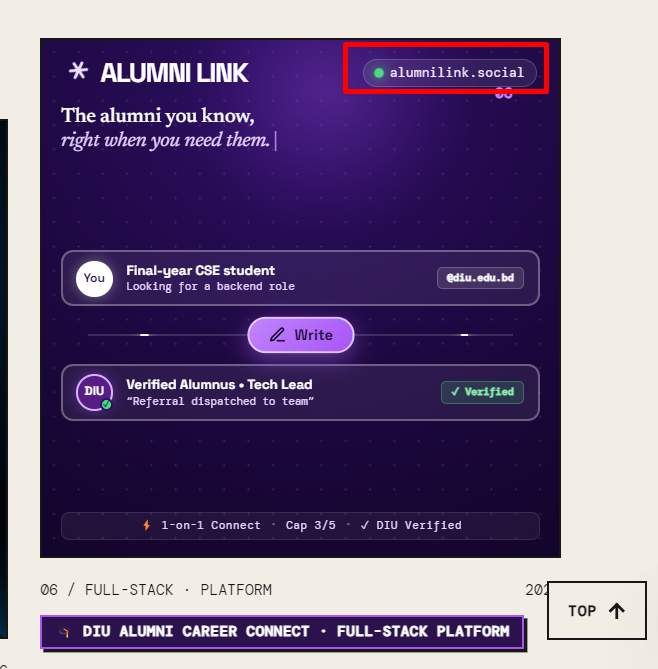 ALUMNI LINK
alumnilink.social
The alumni you know,
right when you need them.
You
Final-year CSE student
Looking for a backend role
@diu.edu.bd
Write
DIU
Verified Alumnus • Tech Lead
“Referral dispatched to team”
✓ Verified
1-on-1 Connect · Cap 3/5 · ✓ DIU Verified
06 / FULL-STACK · PLATFORM
202
TOP ↑
DIU ALUMNI CAREER CONNECT · FULL-STACK PLATFORM